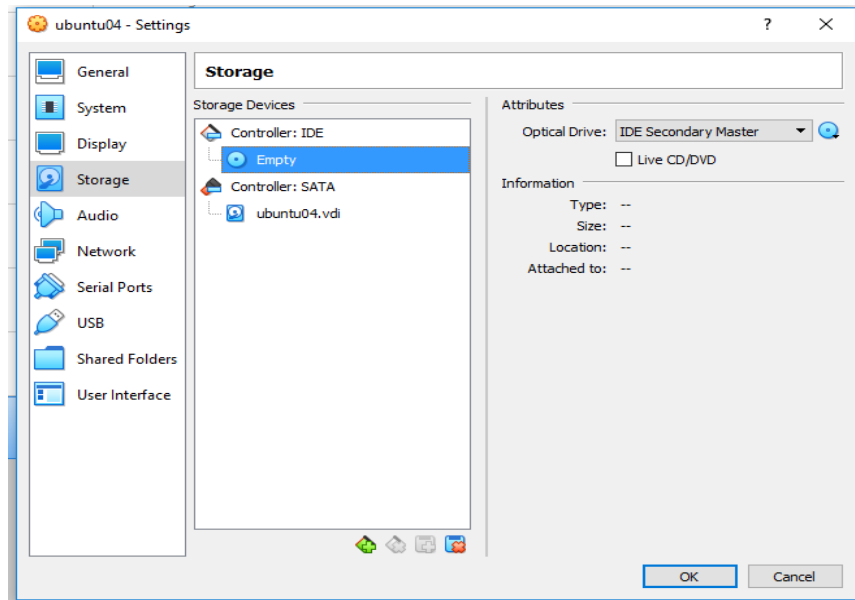 ubuntu04 - Settings
?
General
System
Display
Storage
Audio
Network
Serial Ports
USB
Shared Folders
User Interface
Storage
Storage Devices
Controller: IDE
Empty
Controller: SATA
ubuntu04.vdi
Attributes
Optical Drive: IDE Secondary Master
Live CD/DVD
Information
Type: --
Size: --
Location: --
Attached to: --
OK
Cancel